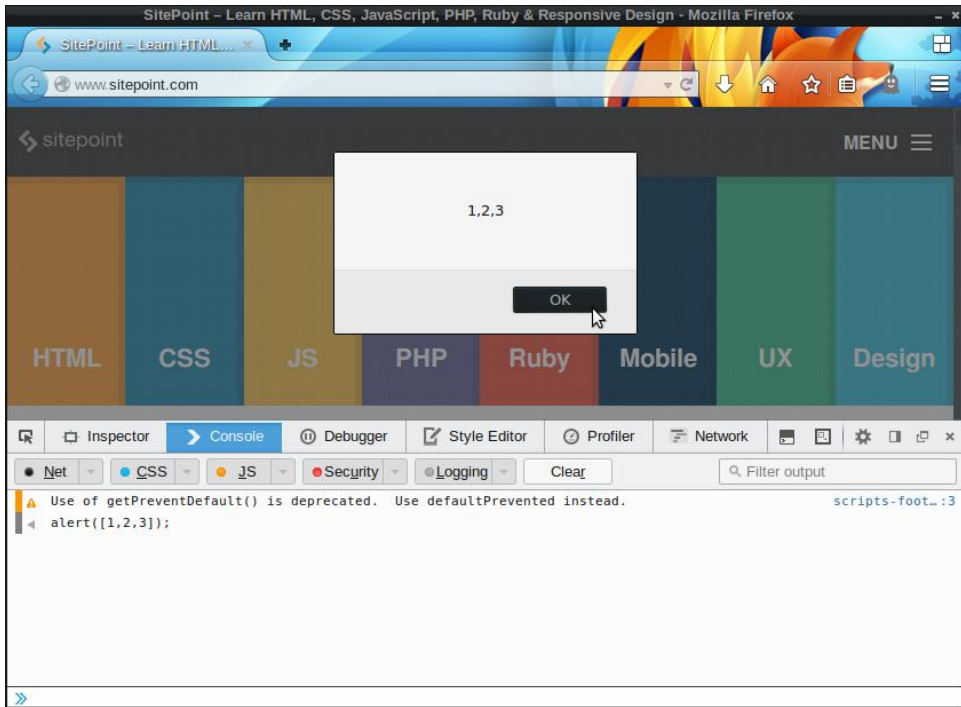 SitePoint – Learn HTML, CSS, JavaScript, PHP, Ruby & Responsive Design - Mozilla Firefox
SitePoint – Learn HTML...
www.sitepoint.com
sitepoint
MENU
1,2,3
OK
HTML CSS JS PHP Ruby Mobile UX Design
Inspector Console Debugger Style Editor Profiler Network
Net CSS JS Security Logging Clear Filter output
Use of getPreventDefault() is deprecated. Use defaultPrevented instead. scripts-foot…:3
alert([1,2,3]);